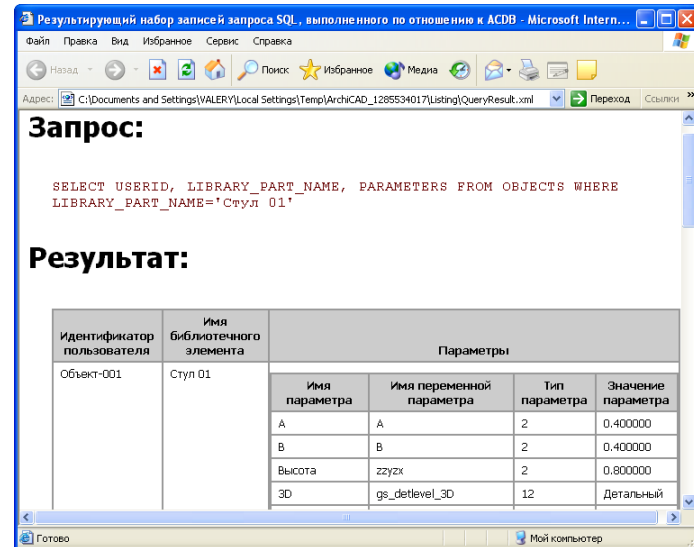 Результирующий набор записей запроса SQL, выполненного по отношению к ACDB - Microsoft Intern...
Файл Правка Вид Избранное Сервис Справка
Назад Поиск Избранное Медиа
Адрес: C:\Documents and Settings\VALERY\Local Settings\Temp\ArchiCAD_1285534017\Listing\QueryResult.xml Переход Ссылки »
Запрос:
SELECT USERID, LIBRARY_PART_NAME, PARAMETERS FROM OBJECTS WHERE
LIBRARY_PART_NAME='Стул 01'
Результат:
Идентификатор пользователя Имя библиотечного элемента Параметры
Объект-001 Стул 01
Имя параметра Имя переменной параметра Тип параметра Значение параметра
A A 2 0.400000
B B 2 0.400000
Высота zzyzx 2 0.800000
3D gs_detlevel_3D 12 Детальный
Готово Мой компьютер